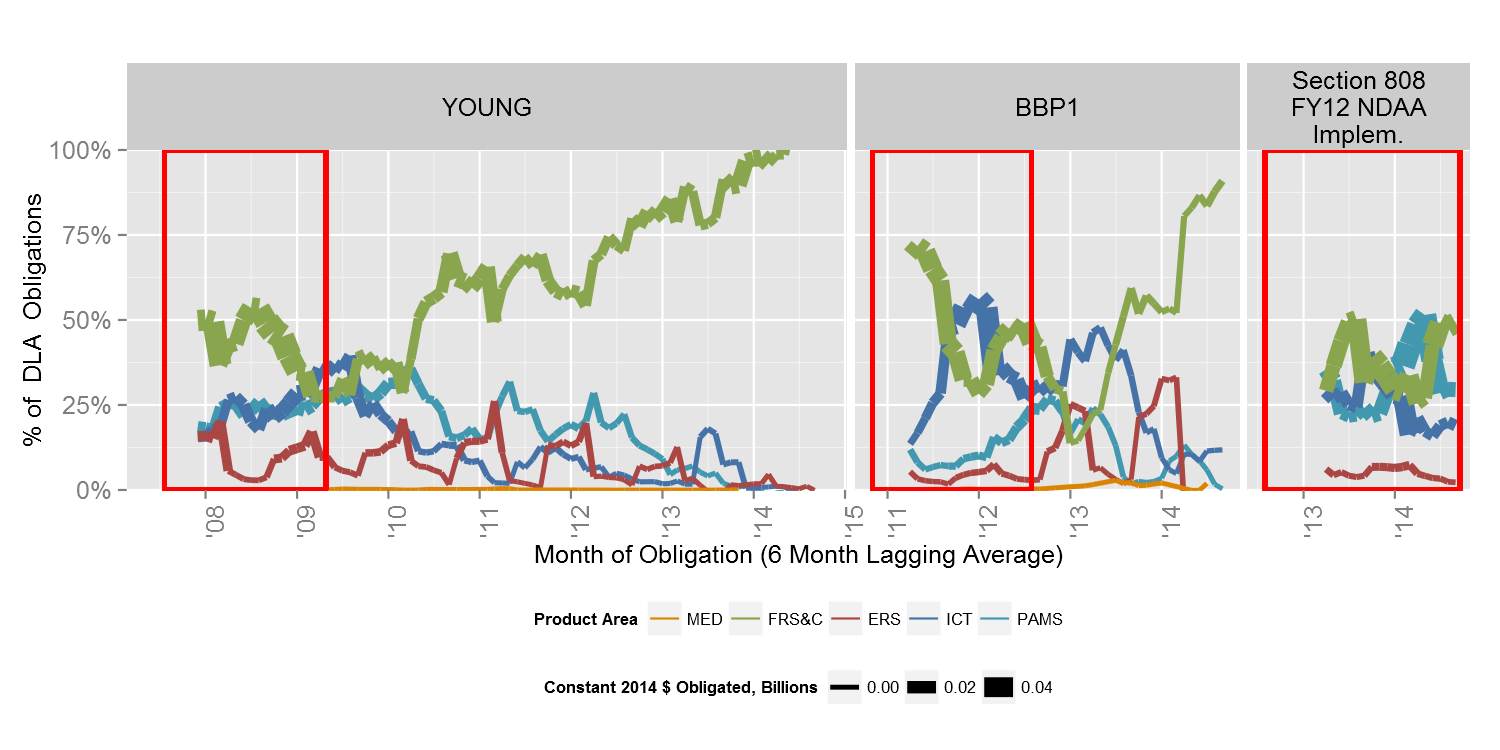 YOUNG
BBP1
Section 808
FY12 NDAA
Implem.
100%
75%
50%
25%
0%
% of DLA Obligations
'08
'09
'10
'11
'12
'13
'14
'15
'11
'12
'13
'14
'13
'14
Month of Obligation (6 Month Lagging Average)
Product Area MED FRS&C ERS ICT PAMS
Constant 2014 $ Obligated, Billions 0.00 0.02 0.04